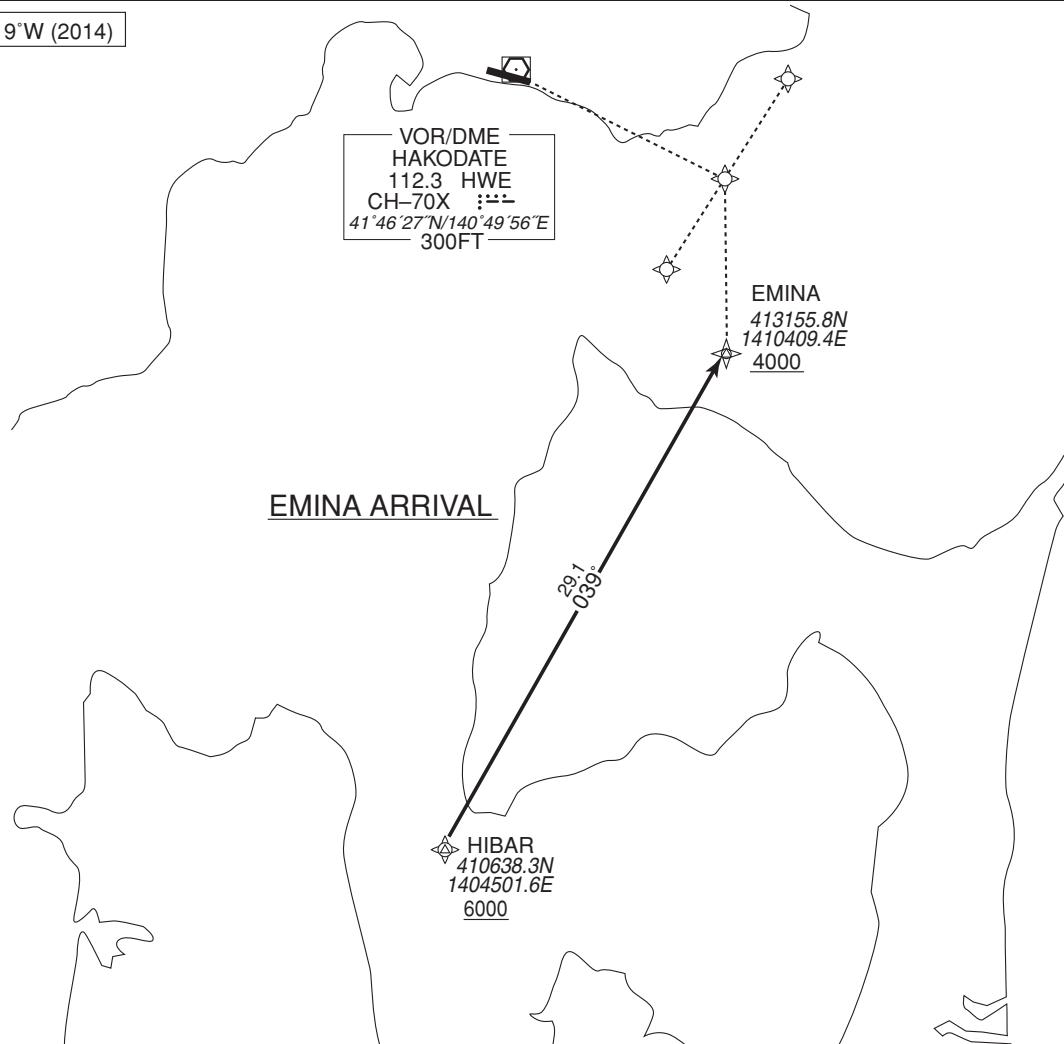 9°W (2014)
VOR/DME
HAKODATE
112.3 HWE
CH–70X
41°46´27˝N/140°49´56˝E
300FT
EMINA
413155.8N
1410409.4E
4000
EMINA ARRIVAL
29.1
039°
HIBAR
410638.3N
1404501.6E
6000